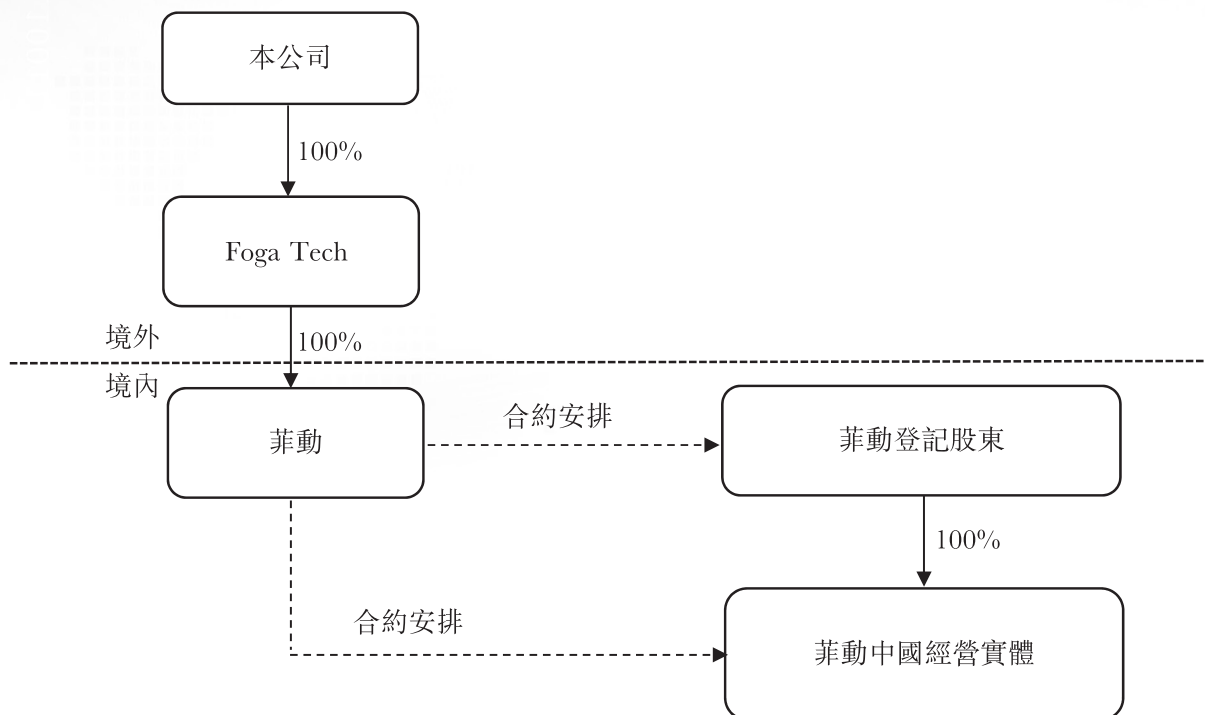 本公司
100%
Foga Tech
境外
100%
境內
菲動
合約安排
菲動登記股東
100%
合約安排
菲動中國經營實體